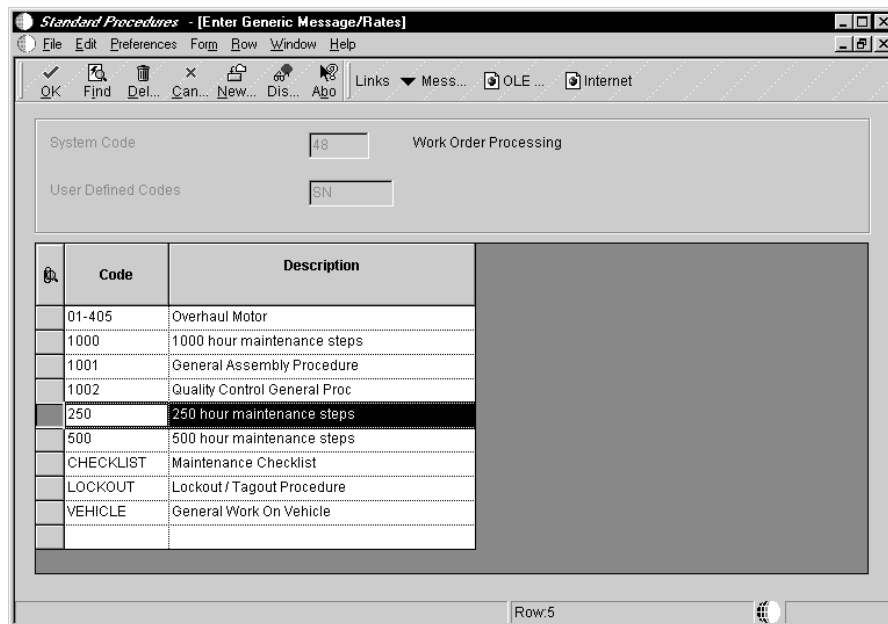 Standard Procedures - [Enter Generic Message/Rates]
File Edit Preferences Form Row Window Help
OK Find Del... Can... New... Dis... Abo Links Mess... OLE ... Internet
System Code 48 Work Order Processing
User Defined Codes SN
Code Description
01-405 Overhaul Motor
1000 1000 hour maintenance steps
1001 General Assembly Procedure
1002 Quality Control General Proc
250 250 hour maintenance steps
500 500 hour maintenance steps
CHECKLIST Maintenance Checklist
LOCKOUT Lockout / Tagout Procedure
VEHICLE General Work On Vehicle
Row:5